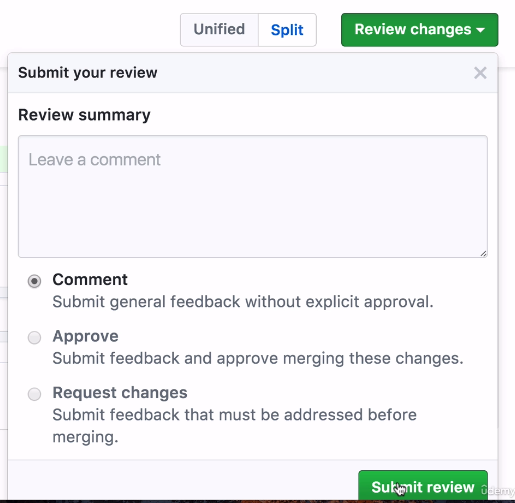 Unified Split Review changes
Submit your review
Review summary
Leave a comment
Comment
Submit general feedback without explicit approval.
Approve
Submit feedback and approve merging these changes.
Request changes
Submit feedback that must be addressed before
merging.
Submit review
ûdemy